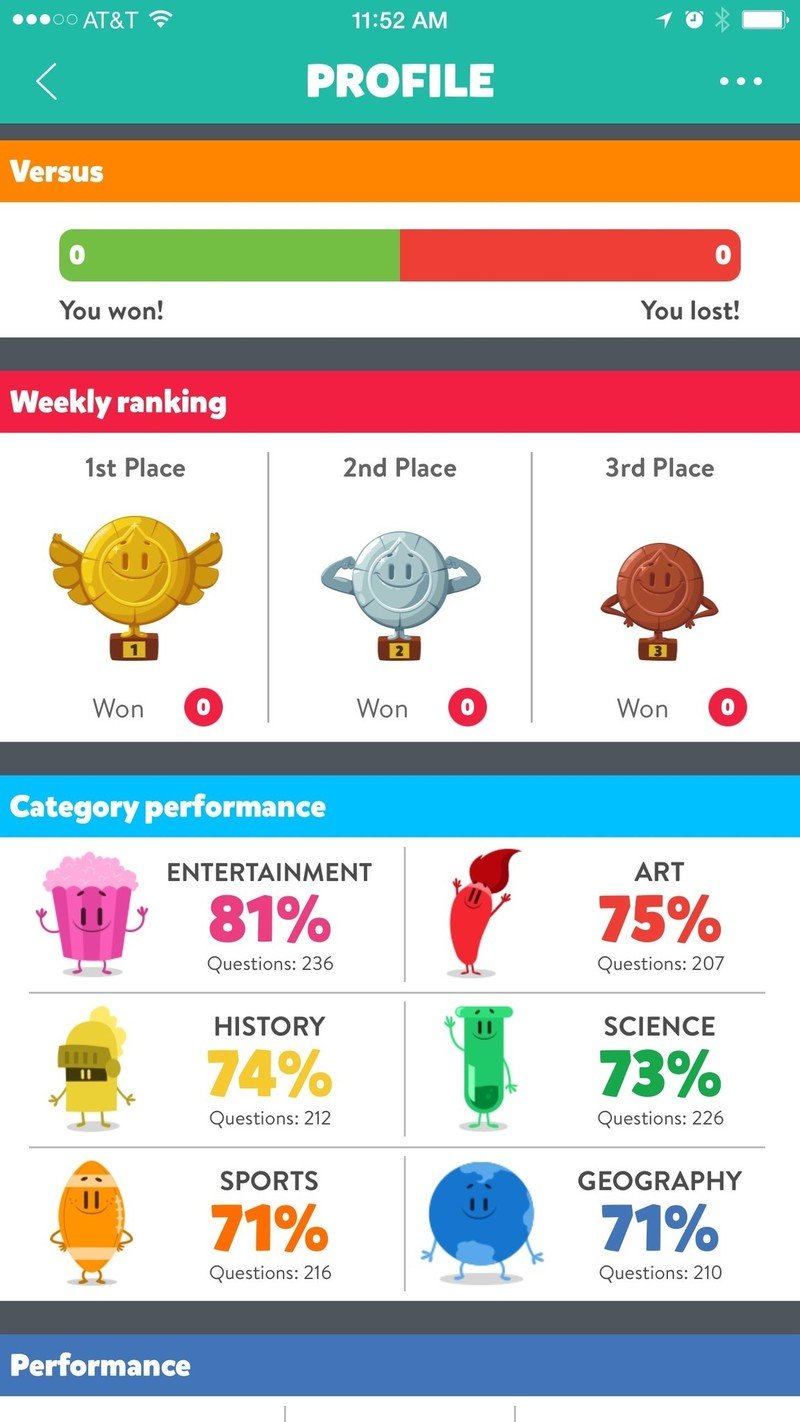 AT&T 11:52 AM
PROFILE
Versus
0 0
You won! You lost!
Weekly ranking
1st Place 2nd Place 3rd Place
1 2 3
Won 0 Won 0 Won 0
Category performance
ENTERTAINMENT
81%
Questions: 236
ART
75%
Questions: 207
HISTORY
74%
Questions: 212
SCIENCE
73%
Questions: 226
SPORTS
71%
Questions: 216
GEOGRAPHY
71%
Questions: 210
Performance